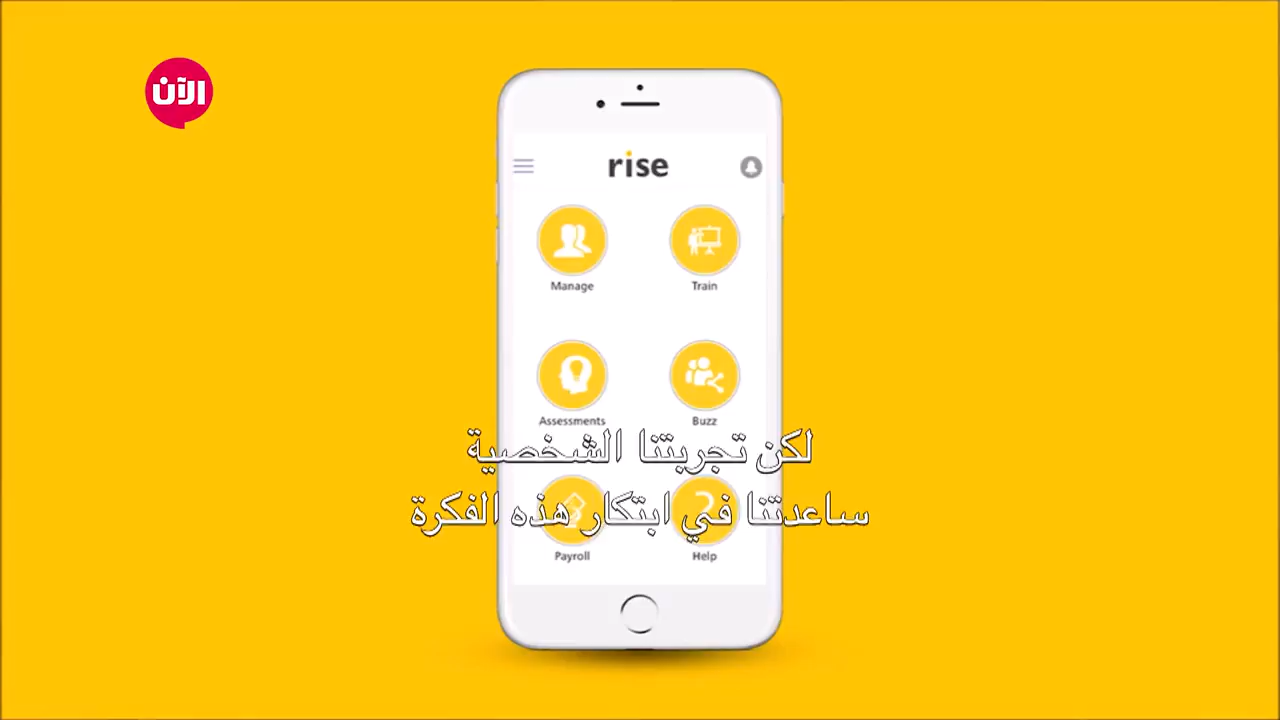 الآن
rise
Manage
Train
Assessments
Buzz
لكن تجربتنا الشخصية
ساعدتنا في ابتكار هذه الفكرة
Payroll
Help